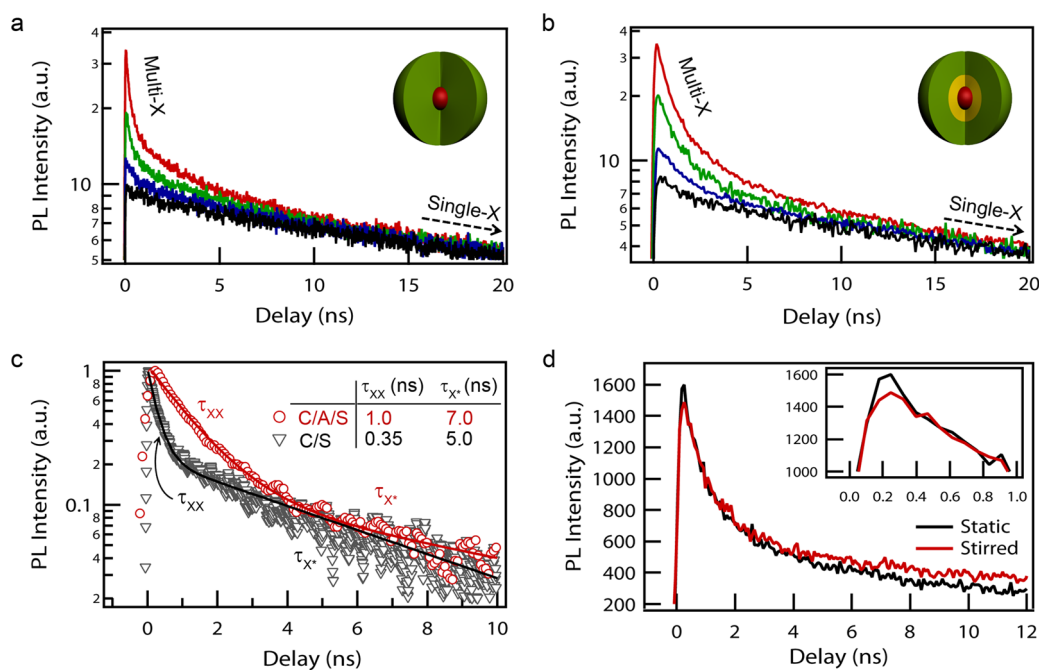 a
PL Intensity (a.u.)
4
3
2
10
9
8
7
6
5
Multi-X
Single-X
0
5
10
15
20
Delay (ns)
b
PL Intensity (a.u.)
4
3
2
10
9
8
7
6
5
4
Multi-X
Single-X
0
5
10
15
20
Delay (ns)
c
PL Intensity (a.u.)
1
8
6
4
2
0.1
8
6
4
2
τXX
τXX (ns) τX* (ns)
C/A/S 1.0 7.0
C/S 0.35 5.0
τXX
τX*
τX*
0 2 4 6 8 10
Delay (ns)
d
PL Intensity (a.u.)
1600
1400
1200
1000
800
600
400
200
1600
1400
1200
1000
0.0 0.2 0.4 0.6 0.8 1.0
Static
Stirred
0 2 4 6 8 10 12
Delay (ns)